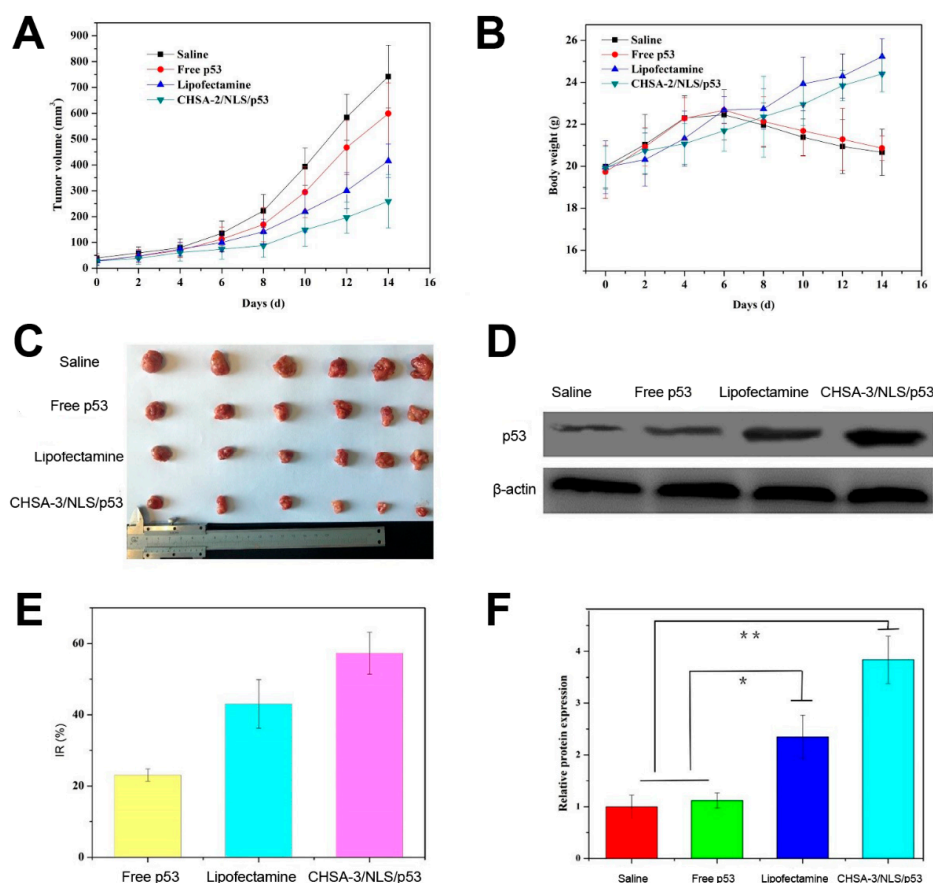 A
Saline
Free p53
Lipofectamine
CHSA-2/NLS/p53
Tumor volume (mm³)
900
800
700
600
500
400
300
200
100
0
0 2 4 6 8 10 12 14 16
Days (d)
B
Saline
Free p53
Lipofectamine
CHSA-2/NLS/p53
Body weight (g)
26
24
22
20
18
16
0 2 4 6 8 10 12 14 16
Days (d)
C
Saline
Free p53
Lipofectamine
CHSA-3/NLS/p53
D
Saline Free p53 Lipofectamine CHSA-3/NLS/p53
p53
β-actin
E
IR (%)
60
40
20
0
Free p53 Lipofectamine CHSA-3/NLS/p53
F
Relative protein expression
**
*
4
2
1
0
Saline Free p53 Lipofectamine CHSA-3/NLS/p53